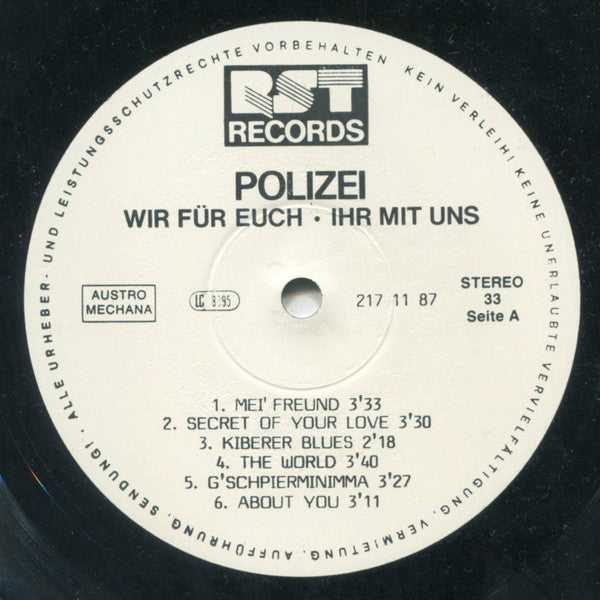 ALLE URHEBER- UND LEISTUNGSSCHUTZRECHTE VORBEHALTEN KEIN VERLEIH! KEINE UNERLAUBTE VERVIELFÄLTIGUNG, VERMIETUNG, AUFFÜHRUNG, SENDUNG! ·
RST
RECORDS
POLIZEI
WIR FÜR EUCH · IHR MIT UNS
AUSTRO
MECHANA
LC 8795
217 11 87
STEREO
33
Seite A
1. MEI' FREUND 3'33
2. SECRET OF YOUR LOVE 3'30
3. KIBERER BLUES 2'18
4. THE WORLD 3'40
5. G'SCHPIERMINIMMA 3'27
6. ABOUT YOU 3'11